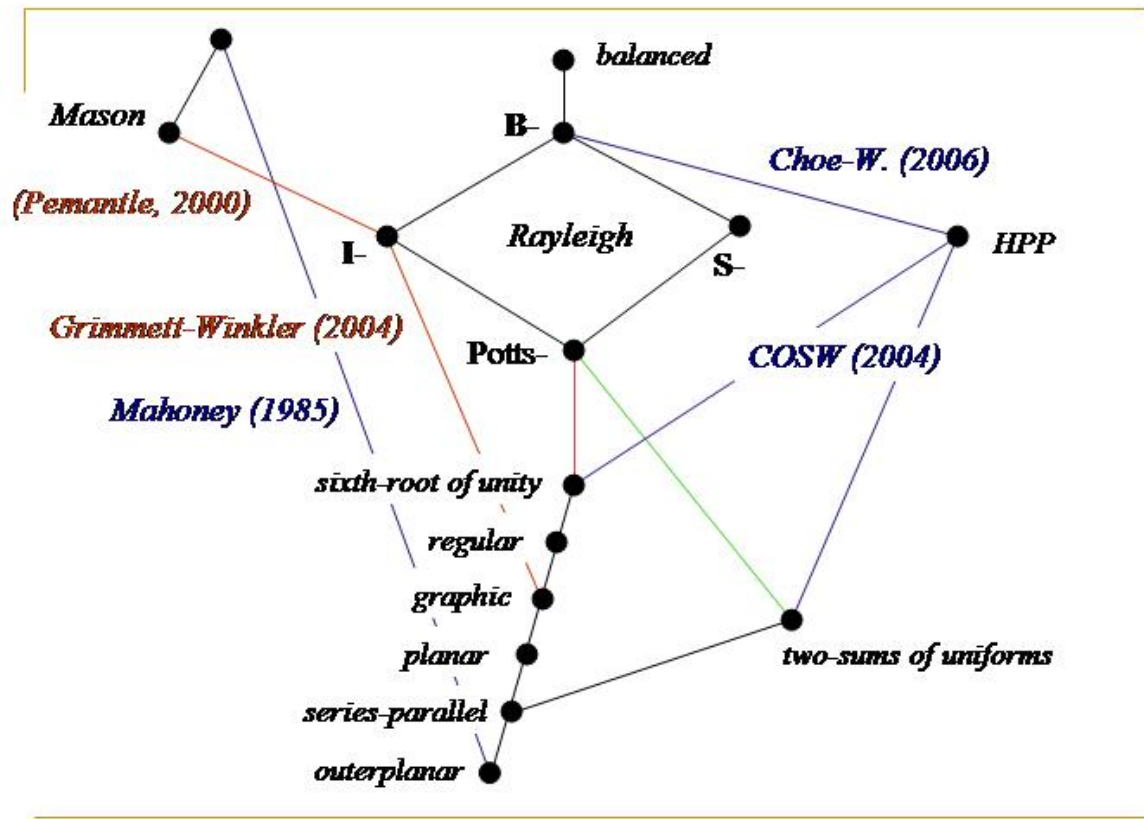 balanced
Mason
B-
Choe-W. (2006)
(Pemantle, 2000)
I-
Rayleigh
S-
HPP
Grimmett-Winkler (2004)
Potts-
COSW (2004)
Mahoney (1985)
sixth-root of unity
regular
graphic
planar
two-sums of uniforms
series-parallel
outerplanar